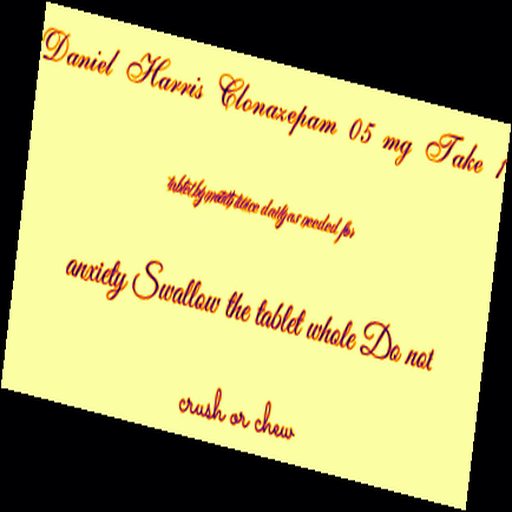 Daniel Harris Clonazepam 05 mg Take 1
tablet by mouth twice daily as needed for
anxiety Swallow the tablet whole Do not
crush or chew